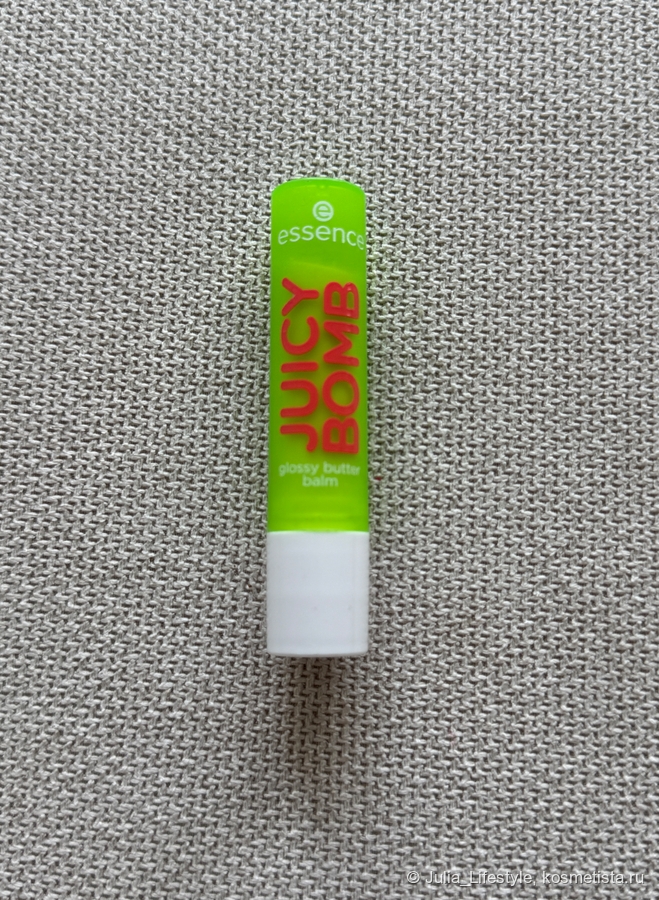 e
essence
JUICY
BOMB
glossy butter
balm
© Julia_Lifestyle, kosmetista.ru